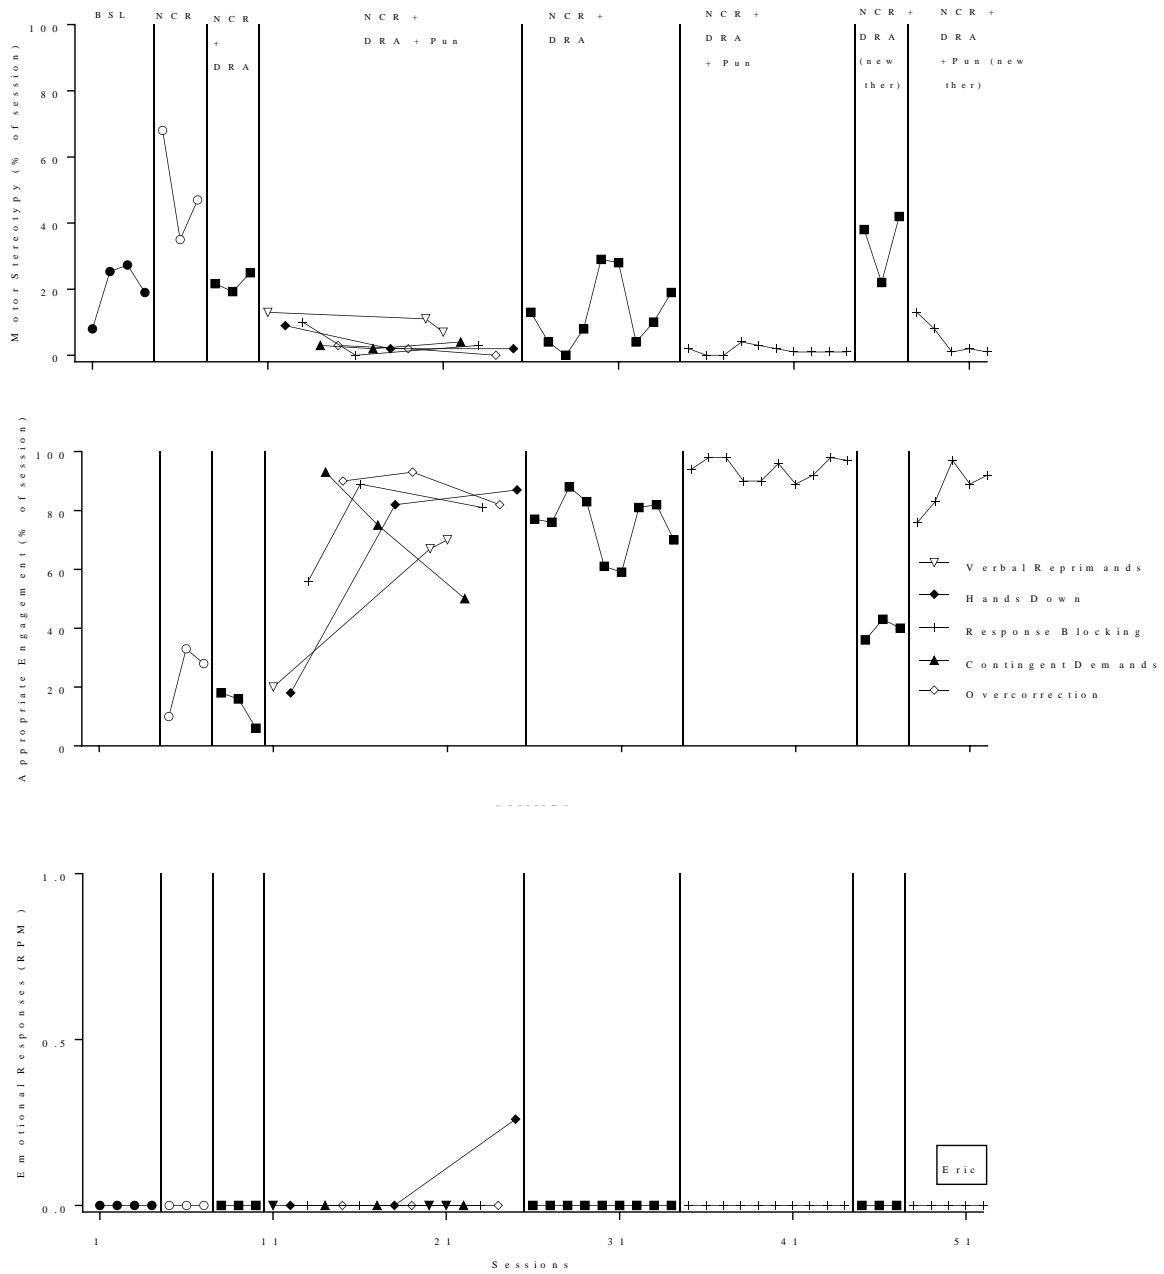 BSL
NCR
NCR
+
DRA
NCR +
DRA + Pun
NCR +
DRA
NCR +
DRA
+ Pun
NCR +
DRA
(new
ther)
NCR +
DRA
+ Pun (new
ther)
Motor Stereotypy (% of session)
100
80
60
40
20
0
Appropriate Engagement (% of session)
100
80
60
40
20
0
Verbal Reprimands
Hands Down
Response Blocking
Contingent Demands
Overcorrection
Emotional Responses (RPM)
1.0
0.5
0.0
Eric
1 11 21 31 41 51
Sessions